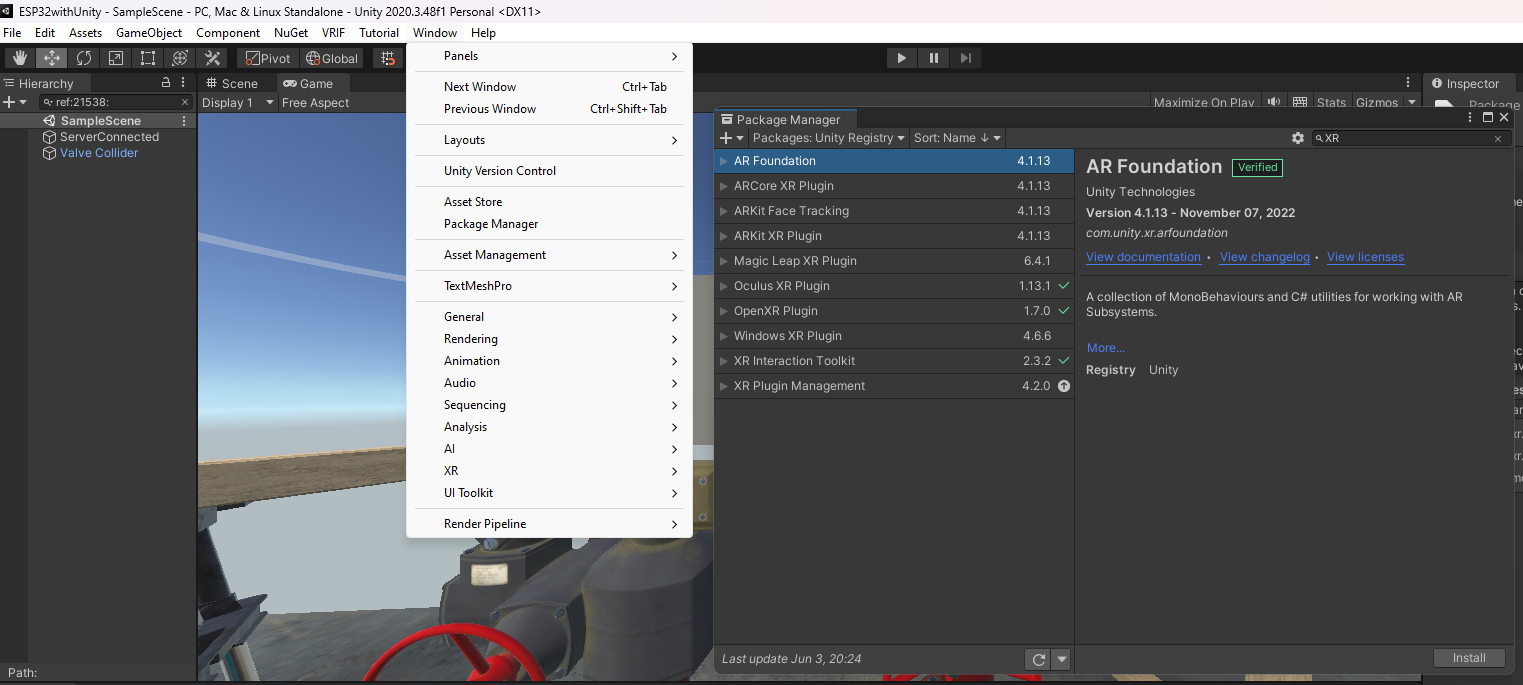 ESP32withUnity - SampleScene - PC, Mac & Linux Standalone - Unity 2020.3.48f1 Personal <DX11>
File Edit Assets GameObject Component NuGet VRIF Tutorial Window Help
Pivot Global
Hierarchy
ref:21538:
SampleScene
ServerConnected
Valve Collider
Path:
Scene Game
Display 1 Free Aspect
Maximize On Play Stats Gizmos
Panels
Next Window Ctrl+Tab
Previous Window Ctrl+Shift+Tab
Layouts
Unity Version Control
Asset Store
Package Manager
Asset Management
TextMeshPro
General
Rendering
Animation
Audio
Sequencing
Analysis
AI
XR
UI Toolkit
Render Pipeline
Package Manager
Packages: Unity Registry Sort: Name ↓
XR
AR Foundation 4.1.13
ARCore XR Plugin 4.1.13
ARKit Face Tracking 4.1.13
ARKit XR Plugin 4.1.13
Magic Leap XR Plugin 6.4.1
Oculus XR Plugin 1.13.1
OpenXR Plugin 1.7.0
Windows XR Plugin 4.6.6
XR Interaction Toolkit 2.3.2
XR Plugin Management 4.2.0
Last update Jun 3, 20:24
AR Foundation Verified
Unity Technologies
Version 4.1.13 - November 07, 2022
com.unity.xr.arfoundation
View documentation • View changelog • View licenses
A collection of MonoBehaviours and C# utilities for working with AR
Subsystems.
More...
Registry Unity
Install
Inspector
Package